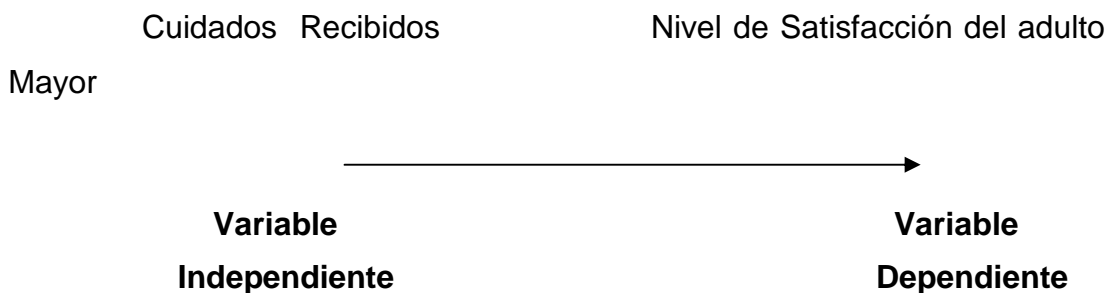 Cuidados Recibidos Nivel de Satisfacción del adulto
Mayor
Variable Variable
Independiente Dependiente